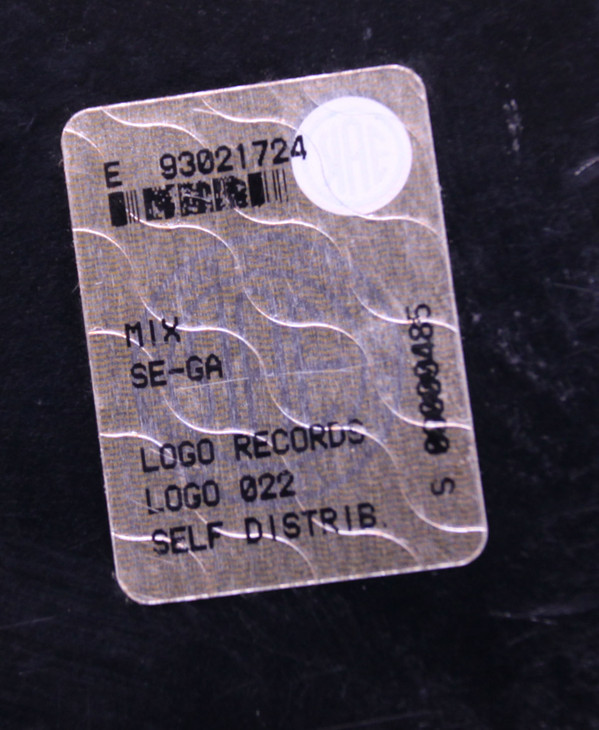 E 93021724
MIX
SE-GA
LOGO RECORDS
LOGO 022
SELF DISTRIB.